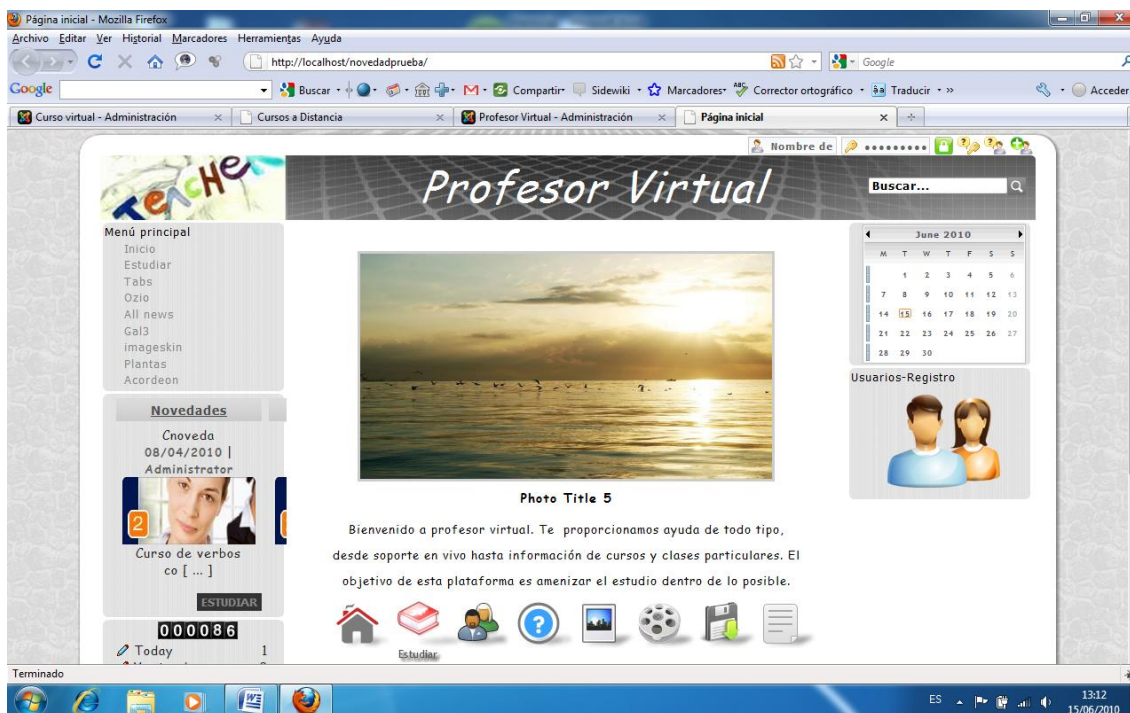 Página inicial - Mozilla Firefox
Archivo Editar Ver Historial Marcadores Herramientas Ayuda
http://localhost/novedadprueba/
Google
Google
Buscar
Compartir
Sidewiki
Marcadores
Corrector ortográfico
Traducir
Acceder
Curso virtual - Administración
Cursos a Distancia
Profesor Virtual - Administración
Página inicial
Nombre de
TEACHER
Profesor Virtual
Buscar...
Menú principal
Inicio
Estudiar
Tabs
Ozio
All news
Gal3
imageskin
Plantas
Acordeon
Novedades
Cnoveda
08/04/2010 |
Administrator
2
Curso de verbos
co [ ... ]
ESTUDIAR
000086
Today 1
Photo Title 5
Bienvenido a profesor virtual. Te proporcionamos ayuda de todo tipo,
desde soporte en vivo hasta información de cursos y clases particulares. El
objetivo de esta plataforma es amenizar el estudio dentro de lo posible.
Estudiar
June 2010
M T W T F S S
1 2 3 4 5 6
7 8 9 10 11 12 13
14 15 16 17 18 19 20
21 22 23 24 25 26 27
28 29 30
Usuarios-Registro
Terminado
ES
13:12
15/06/2010